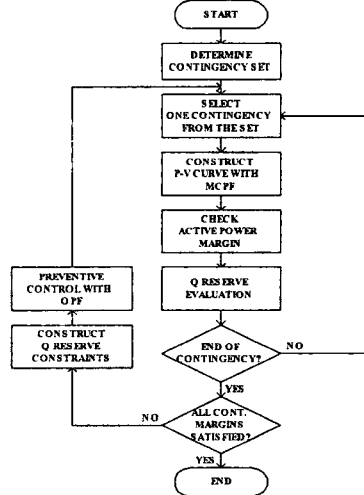 START
DETERMINE
CONTINGENCY SET
SELECT
ONE CONTINGENCY
FROM THE SET
CONSTRUCT
P-V CURVE WITH
MCPF
CHECK
ACTIVE POWER
MARGIN
PREVENTIVE
CONTROL WITH
OPF
Q RESERVE
EVALUATION
CONSTRUCT
Q RESERVE
CONSTRAINTS
END OF
CONTINGENCY?
NO
YES
NO
ALL CONT.
MARGINS
SATISFIED?
YES
END